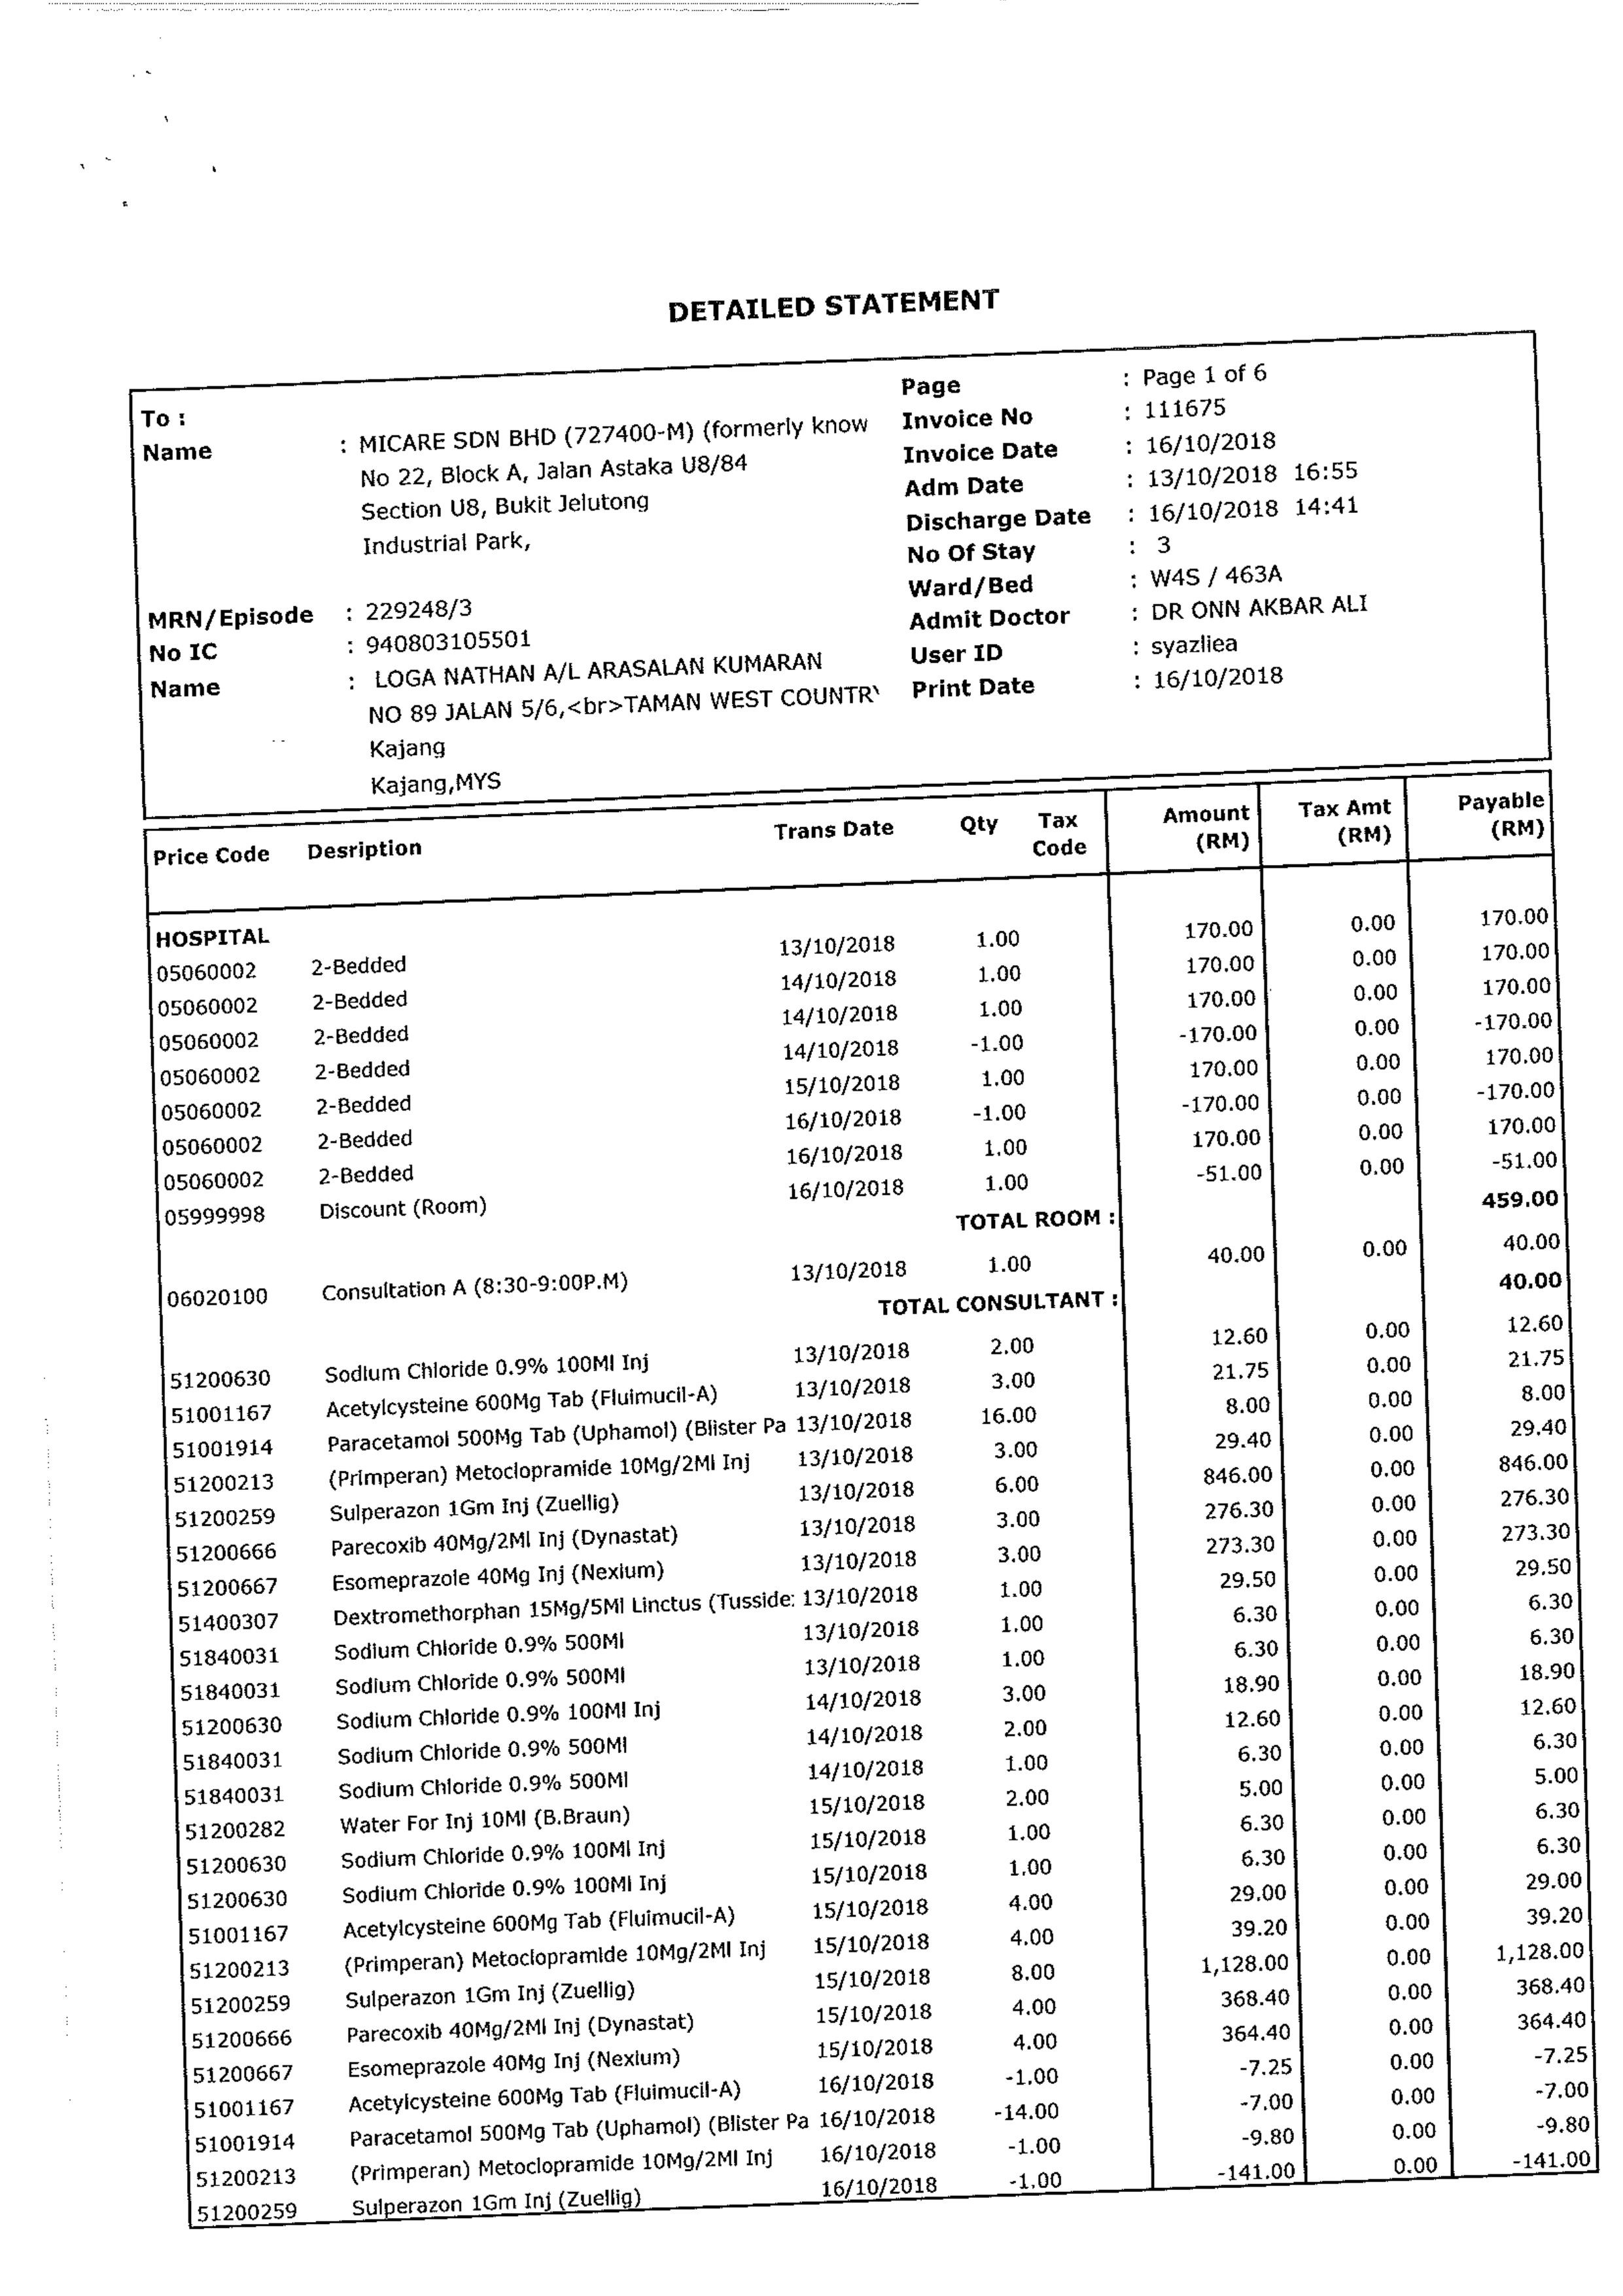 DETAILED STATEMENT
To :
Name : MICARE SDN BHD (727400-M) (formerly know
No 22, Block A, Jalan Astaka U8/84
Section U8, Bukit Jelutong
Industrial Park,
MRN/Episode : 229248/3
No IC : 940803105501
Name : LOGA NATHAN A/L ARASALAN KUMARAN
NO 89 JALAN 5/6,<br>TAMAN WEST COUNTR
Kajang
Kajang,MYS
Page : Page 1 of 6
Invoice No : 111675
Invoice Date : 16/10/2018
Adm Date : 13/10/2018 16:55
Discharge Date : 16/10/2018 14:41
No Of Stay : 3
Ward/Bed : W4S / 463A
Admit Doctor : DR ONN AKBAR ALI
User ID : syazliea
Print Date : 16/10/2018
Price Code Desription Trans Date Qty Tax Code Amount (RM) Tax Amt (RM) Payable (RM)
HOSPITAL
05060002 2-Bedded 13/10/2018 1.00 170.00 0.00 170.00
05060002 2-Bedded 14/10/2018 1.00 170.00 0.00 170.00
05060002 2-Bedded 14/10/2018 1.00 170.00 0.00 170.00
05060002 2-Bedded 14/10/2018 -1.00 -170.00 0.00 -170.00
05060002 2-Bedded 15/10/2018 1.00 170.00 0.00 170.00
05060002 2-Bedded 16/10/2018 -1.00 -170.00 0.00 -170.00
05060002 2-Bedded 16/10/2018 1.00 170.00 0.00 170.00
05999998 Discount (Room) 16/10/2018 1.00 -51.00 0.00 -51.00
TOTAL ROOM : 459.00
06020100 Consultation A (8:30-9:00P.M) 13/10/2018 1.00 40.00 0.00 40.00
TOTAL CONSULTANT : 40.00
51200630 Sodium Chloride 0.9% 100Ml Inj 13/10/2018 2.00 12.60 0.00 12.60
51001167 Acetylcysteine 600Mg Tab (Fluimucil-A) 13/10/2018 3.00 21.75 0.00 21.75
51001914 Paracetamol 500Mg Tab (Uphamol) (Blister Pa 13/10/2018 16.00 8.00 0.00 8.00
51200213 (Primperan) Metoclopramide 10Mg/2Ml Inj 13/10/2018 3.00 29.40 0.00 29.40
51200259 Sulperazon 1Gm Inj (Zuellig) 13/10/2018 6.00 846.00 0.00 846.00
51200666 Parecoxib 40Mg/2Ml Inj (Dynastat) 13/10/2018 3.00 276.30 0.00 276.30
51200667 Esomeprazole 40Mg Inj (Nexium) 13/10/2018 3.00 273.30 0.00 273.30
51400307 Dextromethorphan 15Mg/5Ml Linctus (Tusside: 13/10/2018 1.00 29.50 0.00 29.50
51840031 Sodium Chloride 0.9% 500Ml 13/10/2018 1.00 6.30 0.00 6.30
51840031 Sodium Chloride 0.9% 500Ml 13/10/2018 1.00 6.30 0.00 6.30
51200630 Sodium Chloride 0.9% 100Ml Inj 14/10/2018 3.00 18.90 0.00 18.90
51840031 Sodium Chloride 0.9% 500Ml 14/10/2018 2.00 12.60 0.00 12.60
51840031 Sodium Chloride 0.9% 500Ml 14/10/2018 1.00 6.30 0.00 6.30
51200282 Water For Inj 10Ml (B.Braun) 15/10/2018 2.00 5.00 0.00 5.00
51200630 Sodium Chloride 0.9% 100Ml Inj 15/10/2018 1.00 6.30 0.00 6.30
51200630 Sodium Chloride 0.9% 100Ml Inj 15/10/2018 1.00 6.30 0.00 6.30
51001167 Acetylcysteine 600Mg Tab (Fluimucil-A) 15/10/2018 4.00 29.00 0.00 29.00
51200213 (Primperan) Metoclopramide 10Mg/2Ml Inj 15/10/2018 4.00 39.20 0.00 39.20
51200259 Sulperazon 1Gm Inj (Zuellig) 15/10/2018 8.00 1,128.00 0.00 1,128.00
51200666 Parecoxib 40Mg/2Ml Inj (Dynastat) 15/10/2018 4.00 368.40 0.00 368.40
51200667 Esomeprazole 40Mg Inj (Nexium) 15/10/2018 4.00 364.40 0.00 364.40
51001167 Acetylcysteine 600Mg Tab (Fluimucil-A) 16/10/2018 -1.00 -7.25 0.00 -7.25
51001914 Paracetamol 500Mg Tab (Uphamol) (Blister Pa 16/10/2018 -14.00 -7.00 0.00 -7.00
51200213 (Primperan) Metoclopramide 10Mg/2Ml Inj 16/10/2018 -1.00 -9.80 0.00 -9.80
51200259 Sulperazon 1Gm Inj (Zuellig) 16/10/2018 -1.00 -141.00 0.00 -141.00